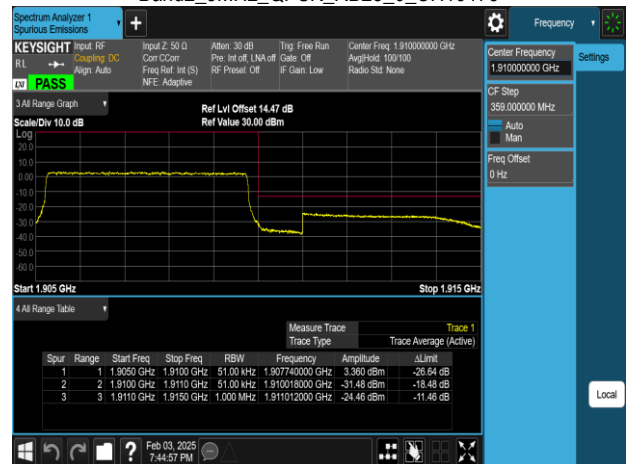 Spectrum Analyzer 1
Spurious Emissions
+
Frequency
KEYSIGHT
RL
LXI
PASS
Input: RF
Coupling: DC
Align: Auto
Input Z: 50 Ω
Corr CCorr
Freq Ref: Int (S)
NFE: Adaptive
Atten: 30 dB
Pre: Int off, LNA off
RF Preset: Off
Trig: Free Run
Gate: Off
IF Gain: Low
Center Freq: 1.910000000 GHz
Avg|Hold: 100/100
Radio Std: None
Center Frequency
1.910000000 GHz
Settings
CF Step
359.000000 MHz
Auto
Man
Freq Offset
0 Hz
Local
3 All Range Graph
Scale/Div 10.0 dB
Ref Lvl Offset 14.47 dB
Ref Value 30.00 dBm
Log
20.0
10.0
0.00
-10.0
-20.0
-30.0
-40.0
-50.0
-60.0
Start 1.905 GHz
Stop 1.915 GHz
4 All Range Table
Measure Trace Trace 1
Trace Type Trace Average (Active)
Spur Range Start Freq Stop Freq RBW Frequency Amplitude ΔLimit
1 1 1.9050 GHz 1.9100 GHz 51.00 kHz 1.907740000 GHz 3.360 dBm -26.64 dB
2 2 1.9100 GHz 1.9110 GHz 51.00 kHz 1.910018000 GHz -31.48 dBm -18.48 dB
3 3 1.9110 GHz 1.9150 GHz 1.000 MHz 1.911012000 GHz -24.46 dBm -11.46 dB
?
Feb 03, 2025
7:44:57 PM